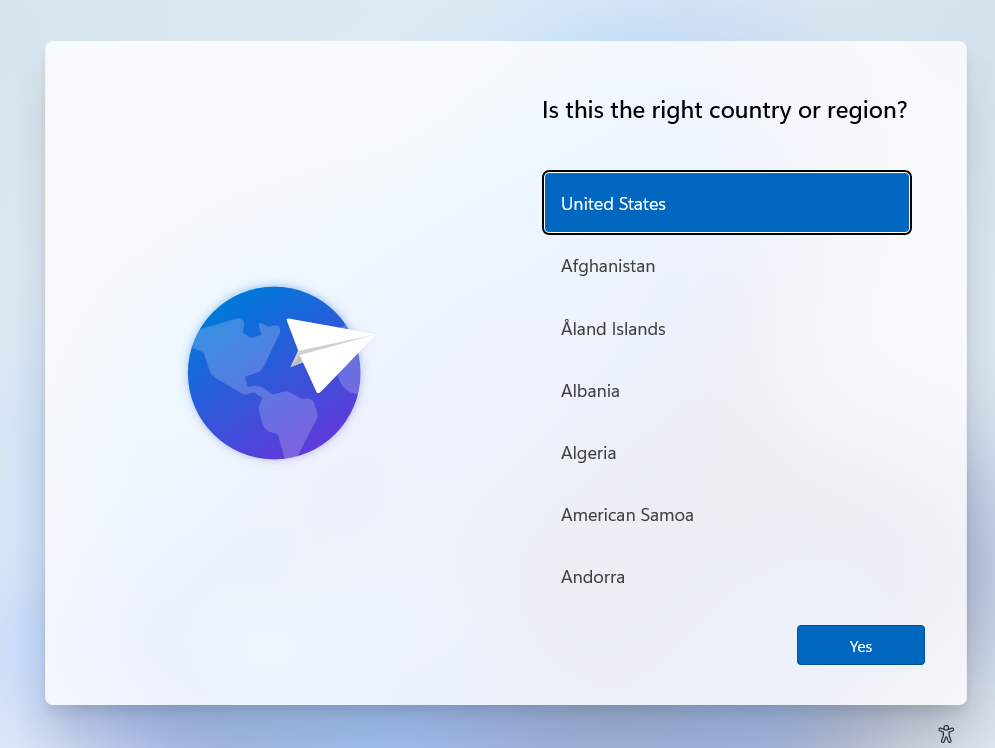 Is this the right country or region?
United States
Afghanistan
Åland Islands
Albania
Algeria
American Samoa
Andorra
Yes